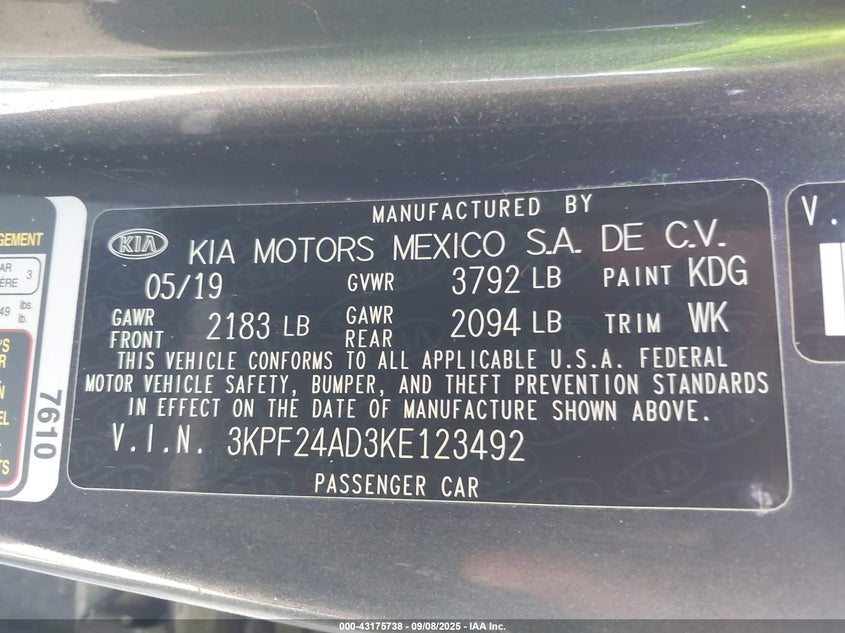 MANUFACTURED BY
KIA KIA MOTORS MEXICO S.A. DE C.V.
05/19 GVWR 3792 LB PAINT KDG
GAWR FRONT 2183 LB GAWR REAR 2094 LB TRIM WK
THIS VEHICLE CONFORMS TO ALL APPLICABLE U.S.A. FEDERAL
MOTOR VEHICLE SAFETY, BUMPER, AND THEFT PREVENTION STANDARDS
IN EFFECT ON THE DATE OF MANUFACTURE SHOWN ABOVE.
V.I.N. 3KPF24AD3KE123492
PASSENGER CAR
3
lbs.
lb.
7610
V.
000-43175738 - 09/08/2025 - IAA Inc.